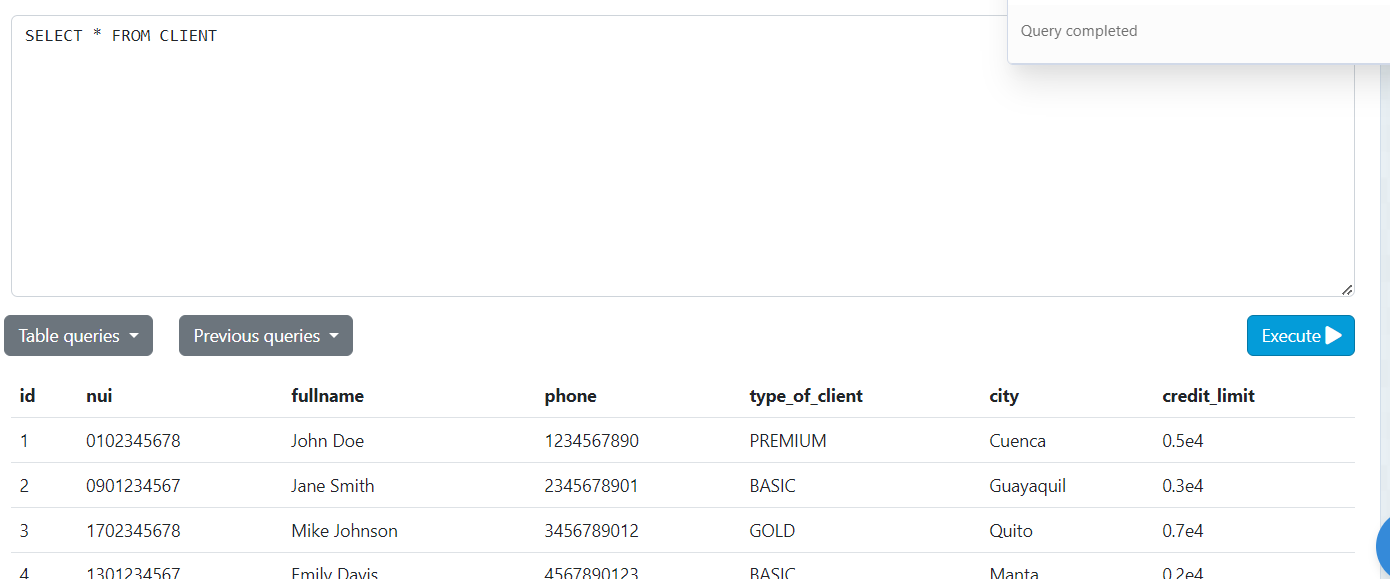 SELECT * FROM CLIENT
Query completed
Table queries Previous queries Execute
id nui fullname phone type_of_client city credit_limit
1 0102345678 John Doe 1234567890 PREMIUM Cuenca 0.5e4
2 0901234567 Jane Smith 2345678901 BASIC Guayaquil 0.3e4
3 1702345678 Mike Johnson 3456789012 GOLD Quito 0.7e4
4 1301234567 Emily Davis 4567890123 BASIC Manta 0.2e4